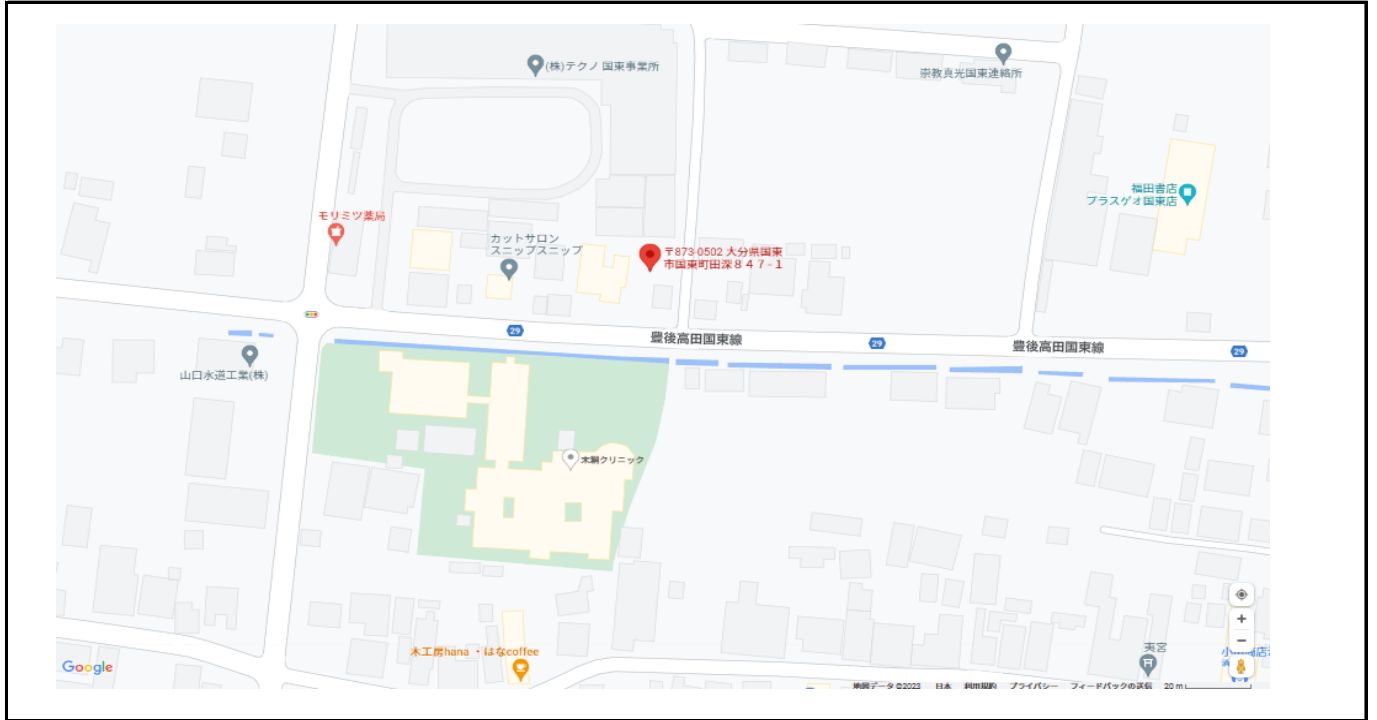 (株)テクノ 国東事業所
崇教真光国東連絡所
福田書店
プラスゲオ国東店
モリミツ薬局
カットサロン
スニップスニップ
〒873-0502 大分県国東
市国東町田深８４７−１
29
豊後高田国東線
29
豊後高田国東線
29
山口水道工業(株)
末綱クリニック
木工房hana ・はなcoffee
夷宮
Google
地図データ ©2023 日本 利用規約 プライバシー フィードバックの送信 20 m